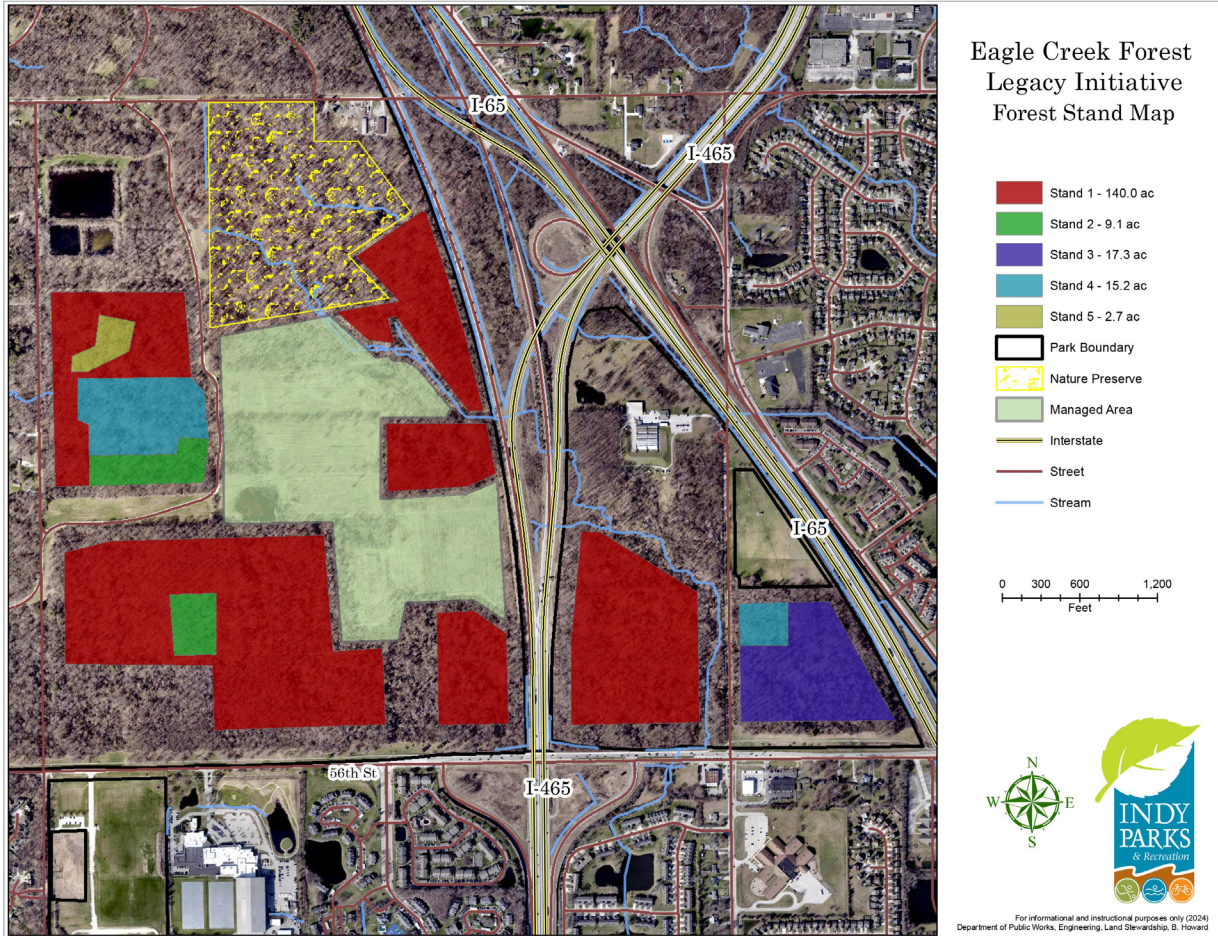 Eagle Creek Forest
Legacy Initiative
Forest Stand Map
Stand 1 - 140.0 ac
Stand 2 - 9.1 ac
Stand 3 - 17.3 ac
Stand 4 - 15.2 ac
Stand 5 - 2.7 ac
Park Boundary
Nature Preserve
Managed Area
Interstate
Street
Stream
0 300 600 1,200
Feet
I-65
I-465
I-65
56th St
I-465
N
W E
S
INDY
PARKS
& Recreation
For informational and instructional purposes only (2024)
Department of Public Works, Engineering, Land Stewardship, B. Howard